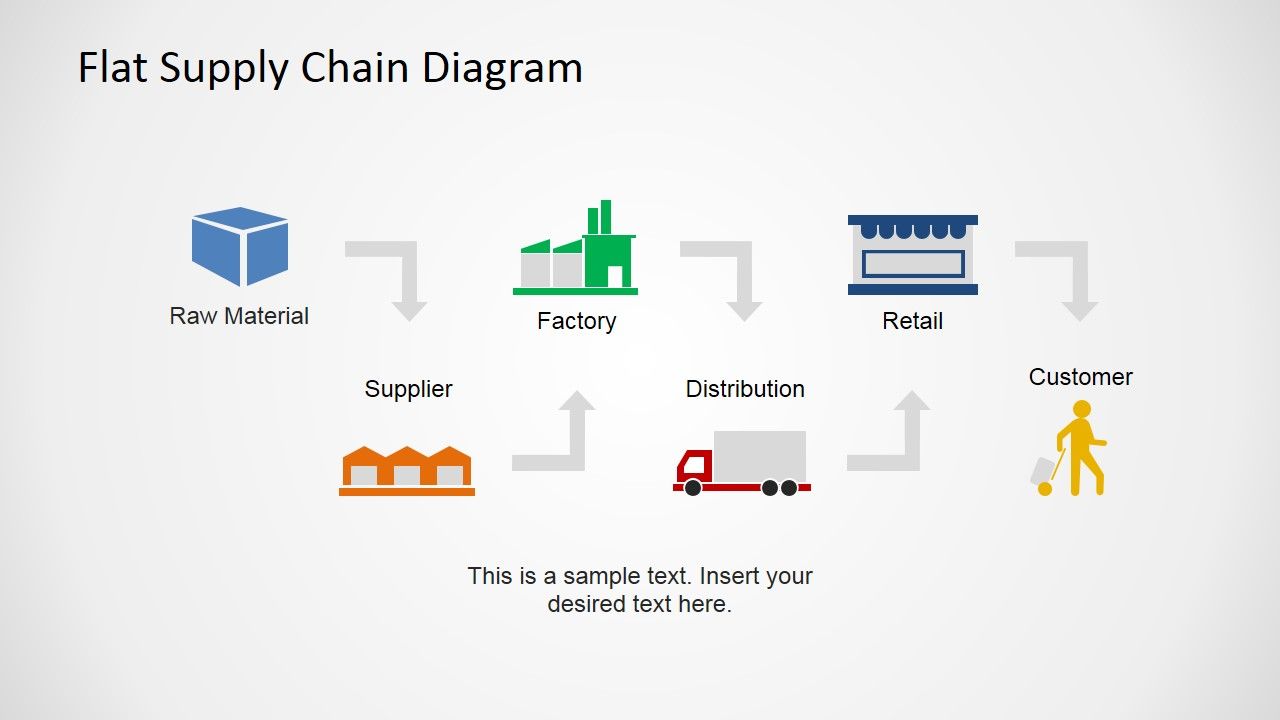 Flat Supply Chain Diagram
Raw Material
Factory
Retail
Supplier
Distribution
Customer
This is a sample text. Insert your
desired text here.